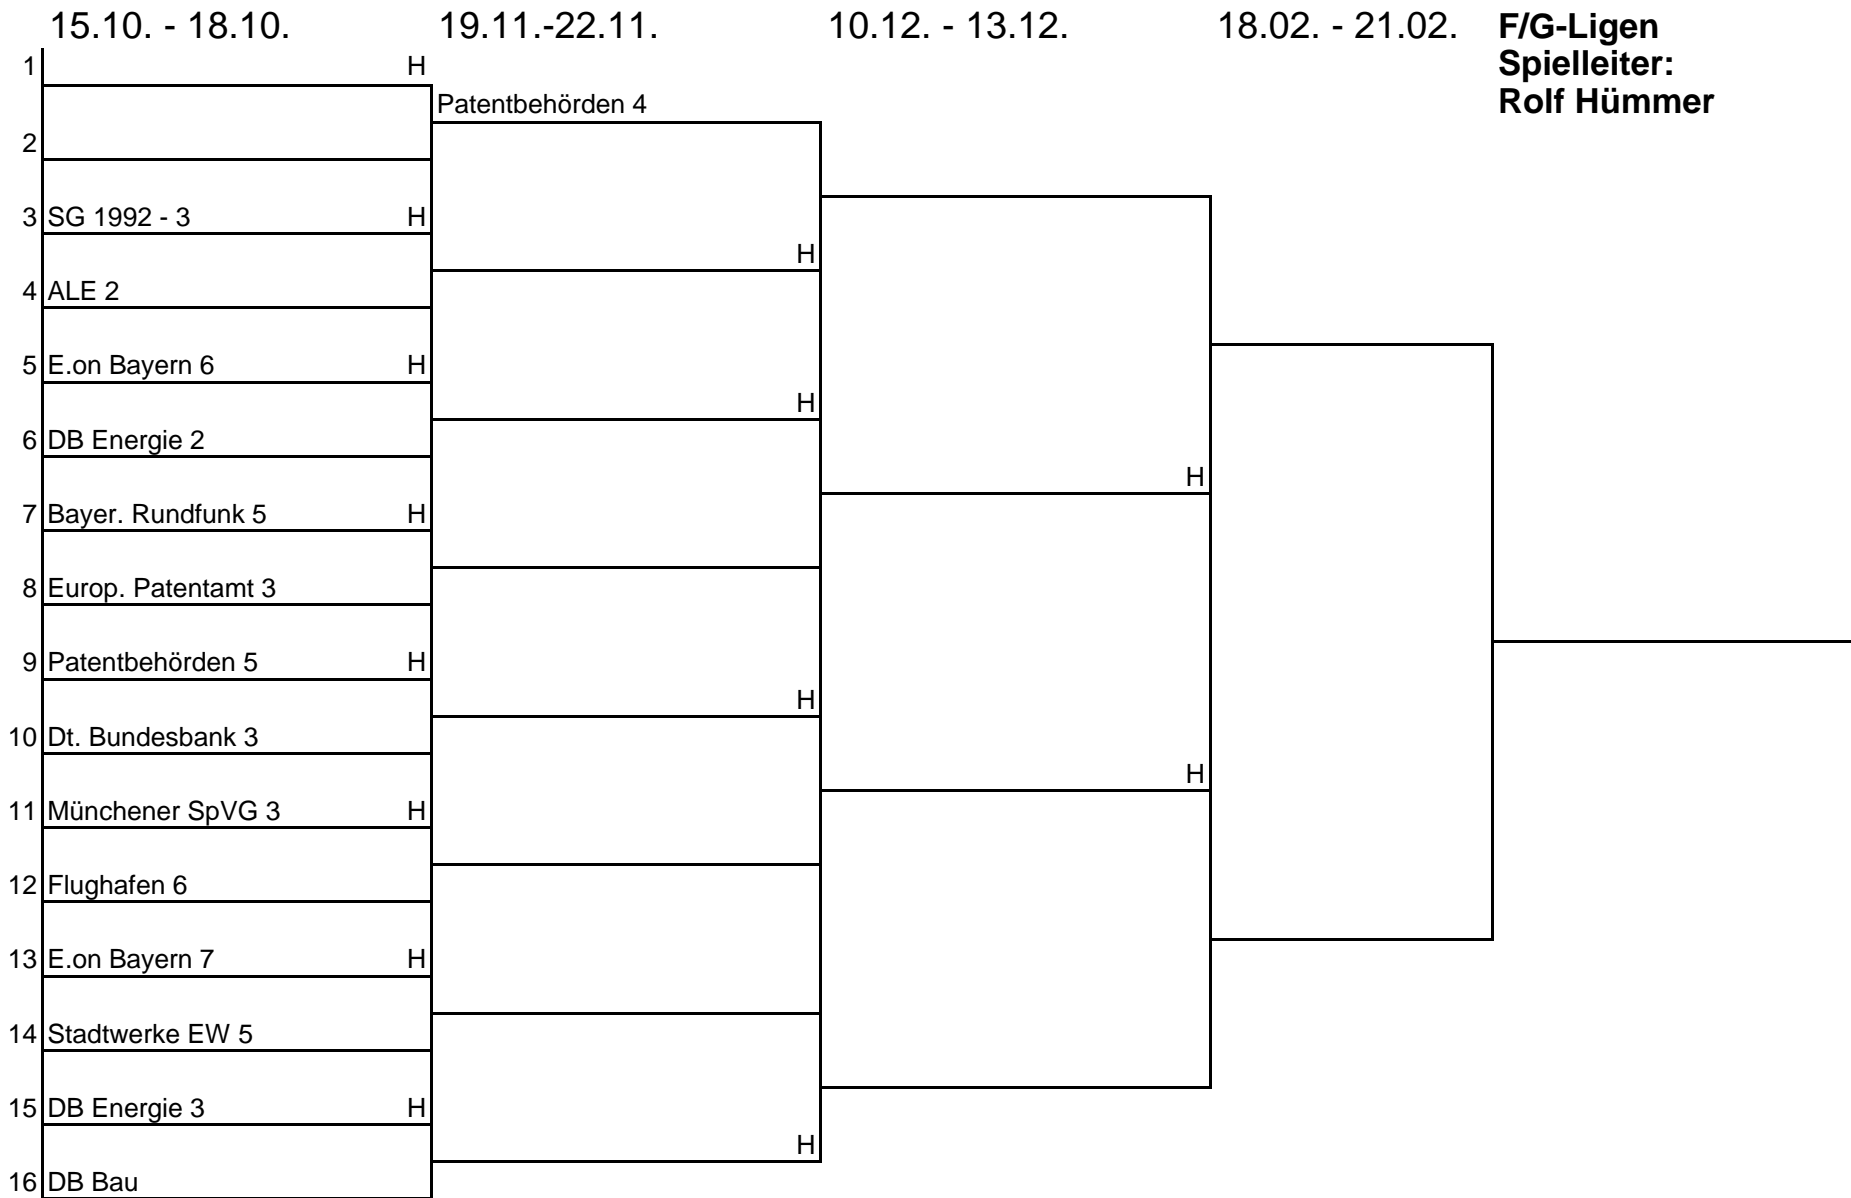 15.10. - 18.10. 19.11.-22.11. 10.12. - 13.12. 18.02. - 21.02. F/G-Ligen
Spielleiter:
Rolf Hümmer
1 H
Patentbehörden 4
2
3 SG 1992 - 3 H
H
4 ALE 2
5 E.on Bayern 6 H
H
6 DB Energie 2
H
7 Bayer. Rundfunk 5 H
8 Europ. Patentamt 3
9 Patentbehörden 5 H
H
10 Dt. Bundesbank 3
H
11 Münchener SpVG 3 H
12 Flughafen 6
13 E.on Bayern 7 H
14 Stadtwerke EW 5
15 DB Energie 3 H
H
16 DB Bau